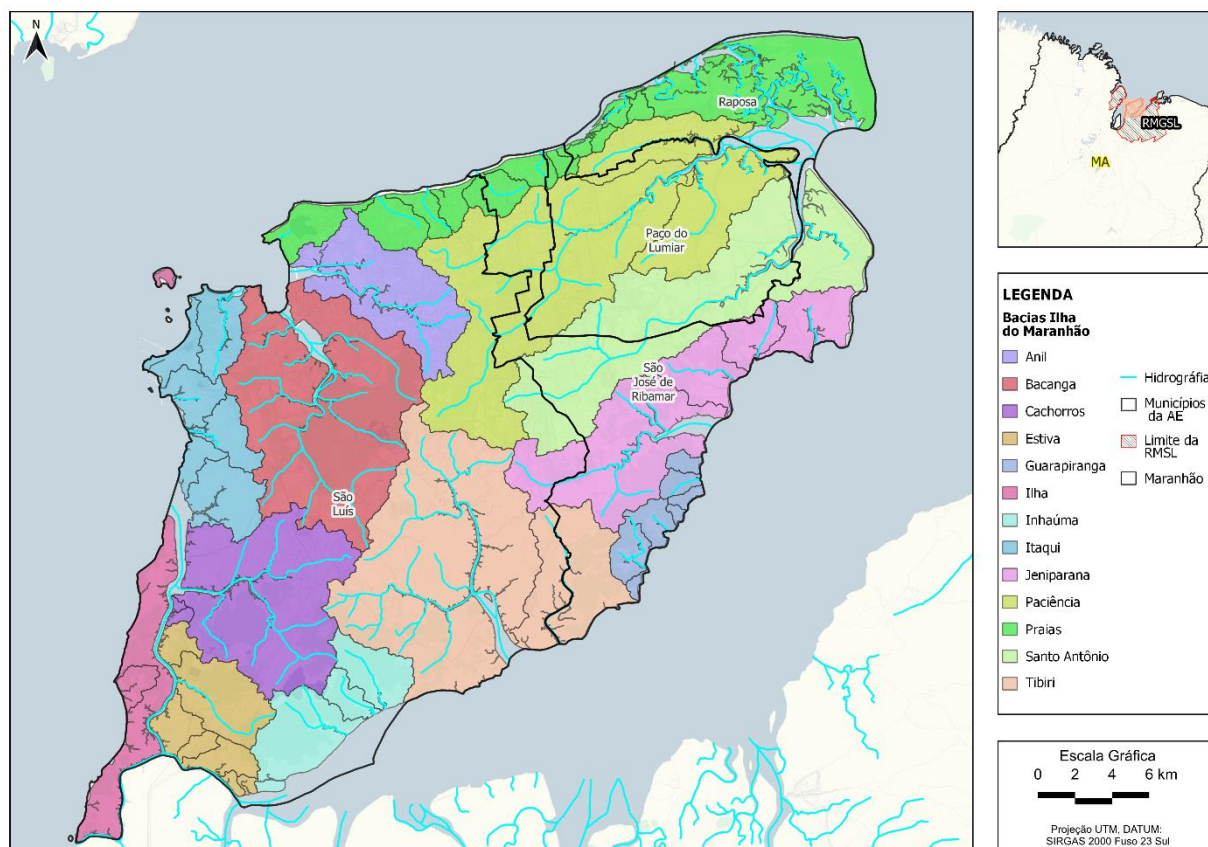 N
Raposa
Paço do
Lumiar
São
José de
Ribamar
São
Luís
RMGSL
MA
LEGENDA
Bacias Ilha
do Maranhão
Anil
Bacanga
Cachorros
Estiva
Guarapiranga
Ilha
Inhaúma
Itaqui
Jeniparana
Paciência
Praias
Santo Antônio
Tibiri
Hidrográfia
Municípios
da AE
Limite da
RMSL
Maranhão
Escala Gráfica
0 2 4 6 km
Projeção UTM, DATUM:
SIRGAS 2000 Fuso 23 Sul